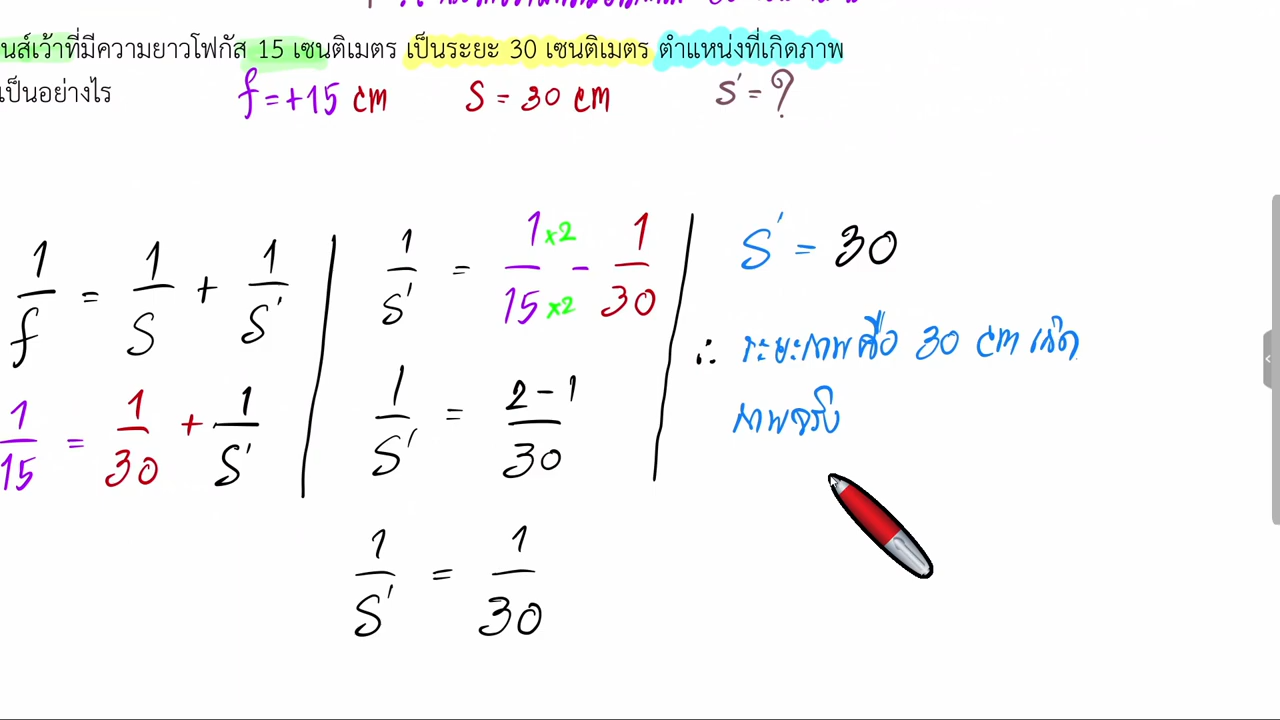 นส์เว้าที่มีความยาวโฟกัส 15 เซนติเมตร เป็นระยะ 30 เซนติเมตร ตำแหน่งที่เกิดภาพ
เป็นอย่างไร
f = +15 cm S = 30 cm S' = ?
1/f = 1/S + 1/S'
1/15 = 1/30 + 1/S'
1/S' = 1×2/15×2 - 1/30
1/S' = 2-1/30
1/S' = 1/30
S' = 30
∴ ระยะภาพคือ 30 cm เกิด
ภาพจริง